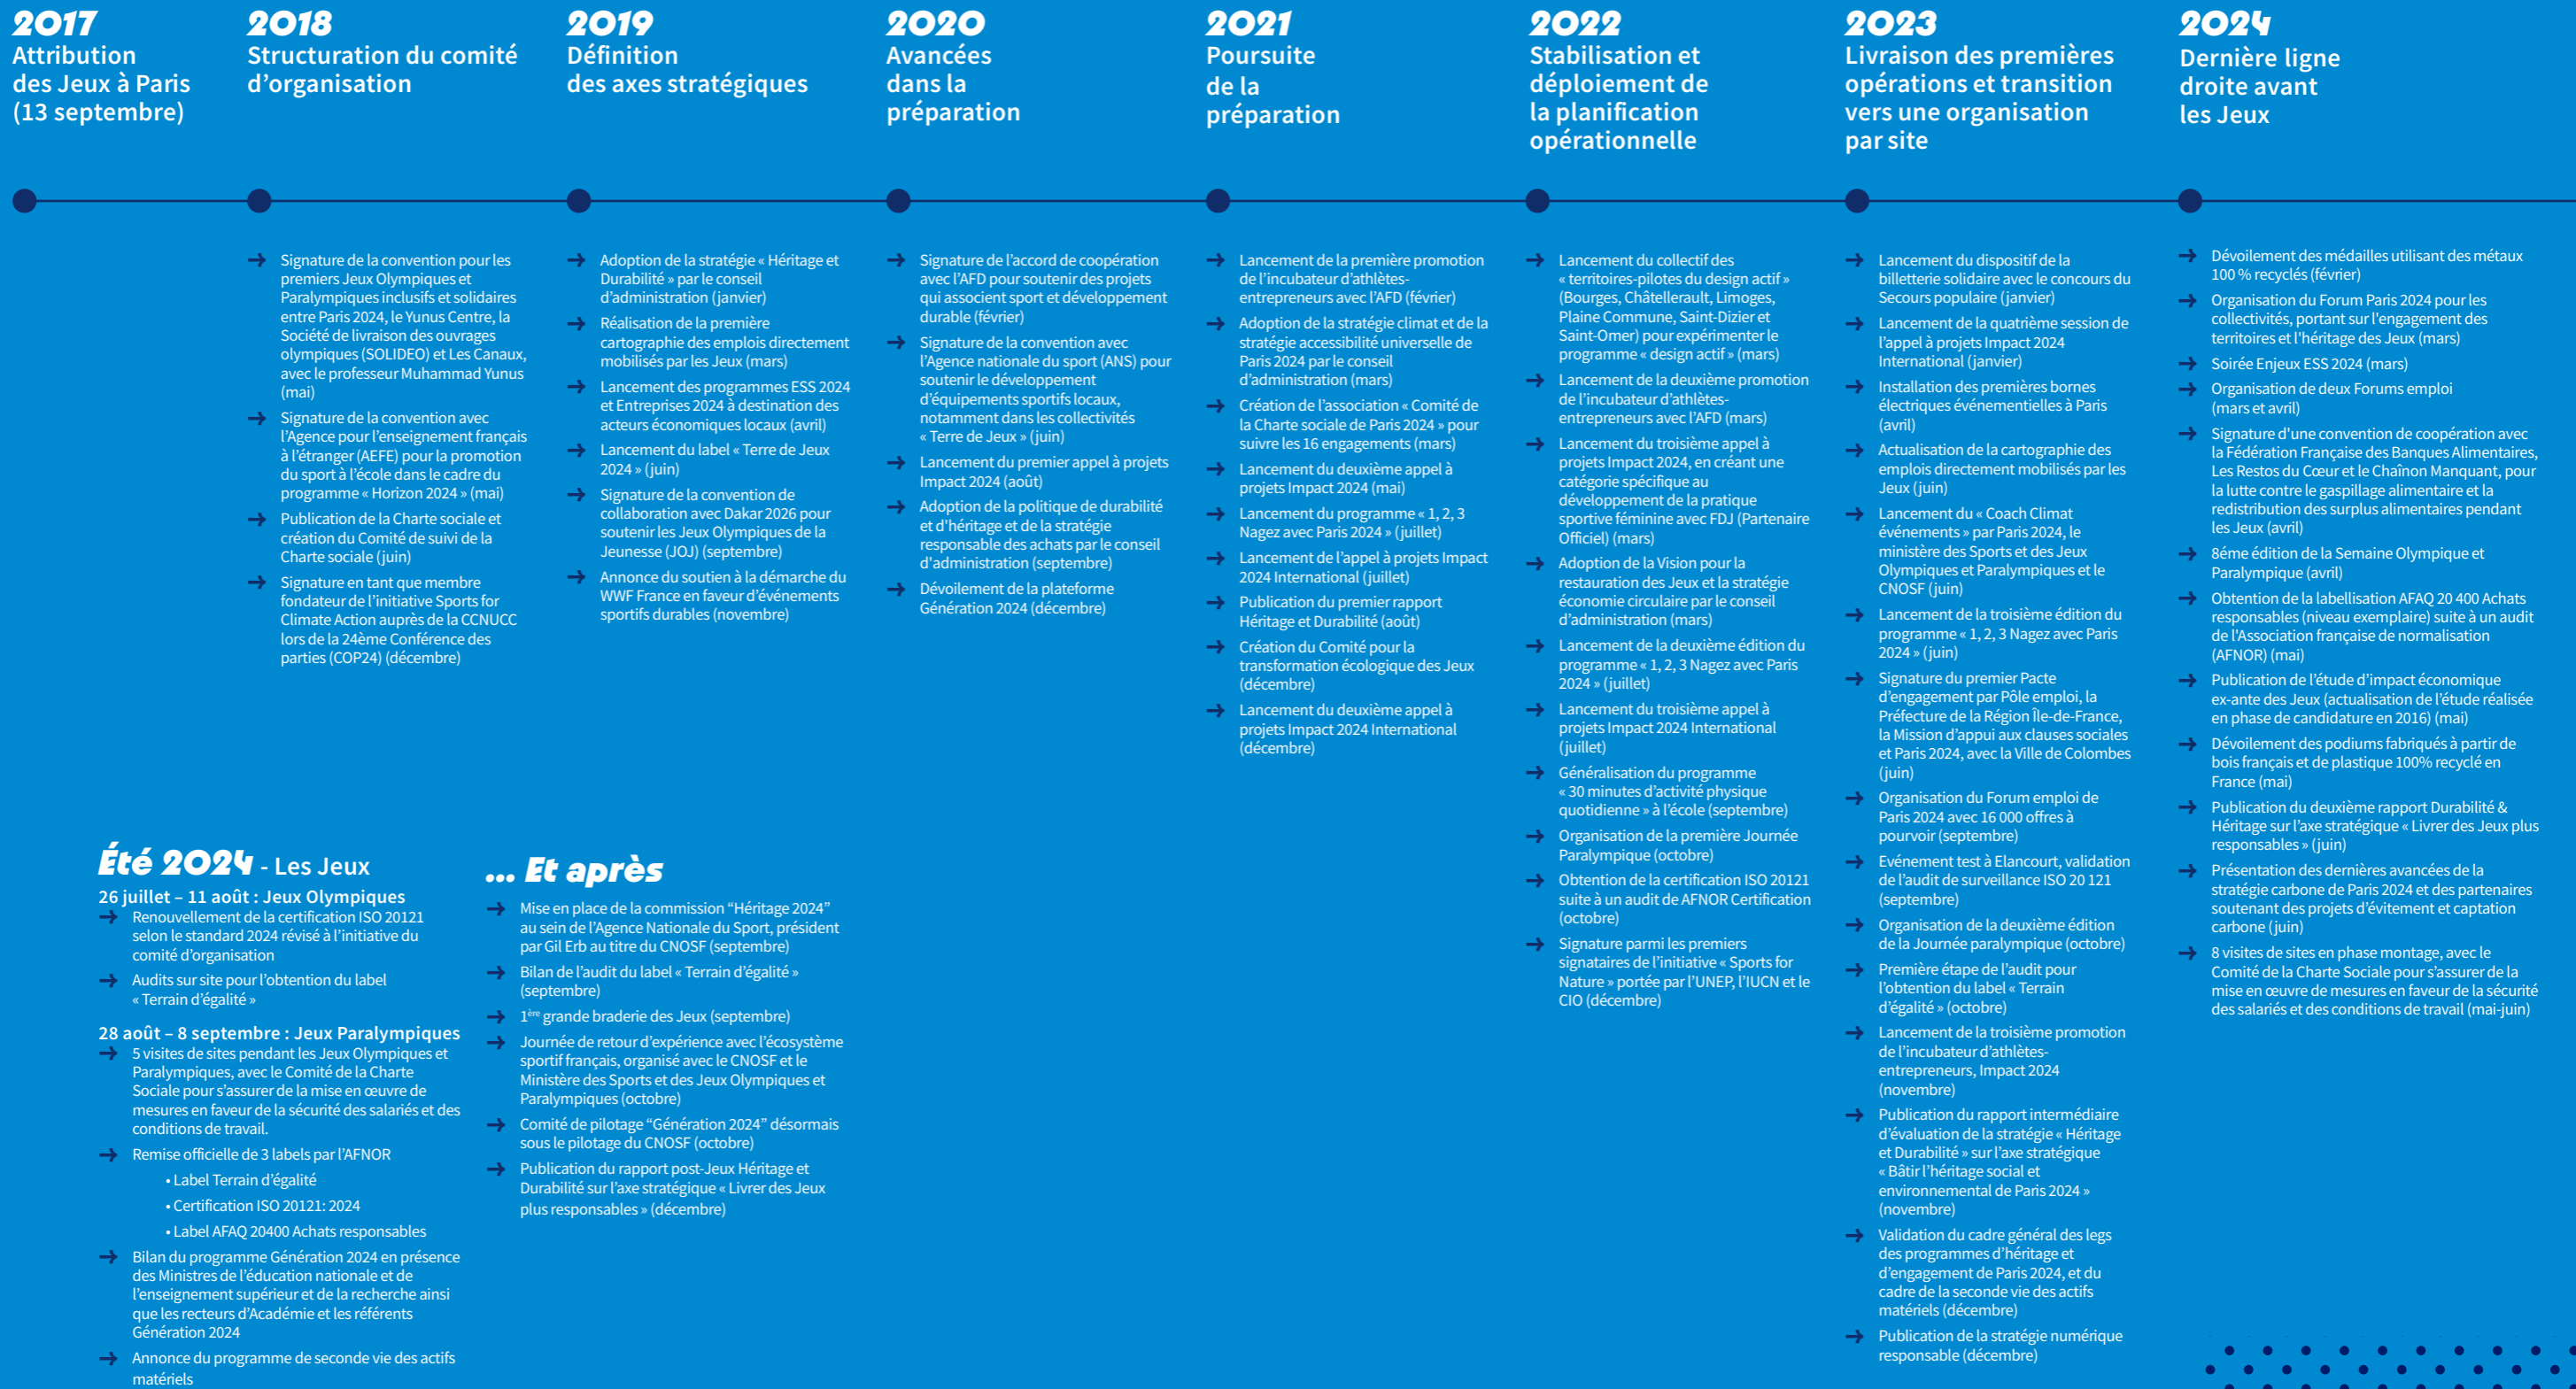 2017
Attribution
des Jeux à Paris
(13 septembre)
2018
Structuration du comité
d’organisation
→ Signature de la convention pour les
premiers Jeux Olympiques et
Paralympiques inclusifs et solidaires
entre Paris 2024, le Yunus Centre, la
Société de livraison des ouvrages
olympiques (SOLIDEO) et Les Canaux,
avec le professeur Muhammad Yunus
(mai)
→ Signature de la convention avec
l’Agence pour l’enseignement français
à l’étranger (AEFE) pour la promotion
du sport à l’école dans le cadre du
programme « Horizon 2024 » (mai)
→ Publication de la Charte sociale et
création du Comité de suivi de la
Charte sociale (juin)
→ Signature en tant que membre
fondateur de l’initiative Sports for
Climate Action auprès de la CCNUCC
lors de la 24ème Conférence des
parties (COP24) (décembre)
2019
Définition
des axes stratégiques
→ Adoption de la stratégie « Héritage et
Durabilité » par le conseil
d’administration (janvier)
→ Réalisation de la première
cartographie des emplois directement
mobilisés par les Jeux (mars)
→ Lancement des programmes ESS 2024
et Entreprises 2024 à destination des
acteurs économiques locaux (avril)
→ Lancement du label « Terre de Jeux
2024 » (juin)
→ Signature de la convention de
collaboration avec Dakar 2026 pour
soutenir les Jeux Olympiques de la
Jeunesse (JOJ) (septembre)
→ Annonce du soutien à la démarche du
WWF France en faveur d’événements
sportifs durables (novembre)
2020
Avancées
dans la
préparation
→ Signature de l’accord de coopération
avec l’AFD pour soutenir des projets
qui associent sport et développement
durable (février)
→ Signature de la convention avec
l’Agence nationale du sport (ANS) pour
soutenir le développement
d’équipements sportifs locaux,
notamment dans les collectivités
« Terre de Jeux » (juin)
→ Lancement du premier appel à projets
Impact 2024 (août)
→ Adoption de la politique de durabilité
et d'héritage et de la stratégie
responsable des achats par le conseil
d'administration (septembre)
→ Dévoilement de la plateforme
Génération 2024 (décembre)
2021
Poursuite
de la
préparation
→ Lancement de la première promotion
de l’incubateur d’athlètes-
entrepreneurs avec l’AFD (février)
→ Adoption de la stratégie climat et de la
stratégie accessibilité universelle de
Paris 2024 par le conseil
d’administration (mars)
→ Création de l’association « Comité de
la Charte sociale de Paris 2024 » pour
suivre les 16 engagements (mars)
→ Lancement du deuxième appel à
projets Impact 2024 (mai)
→ Lancement du programme « 1, 2, 3
Nagez avec Paris 2024 » (juillet)
→ Lancement de l’appel à projets Impact
2024 International (juillet)
→ Publication du premier rapport
Héritage et Durabilité (août)
→ Création du Comité pour la
transformation écologique des Jeux
(décembre)
→ Lancement du deuxième appel à
projets Impact 2024 International
(décembre)
2022
Stabilisation et
déploiement de
la planification
opérationnelle
→ Lancement du collectif des
« territoires-pilotes du design actif »
(Bourges, Châtellerault, Limoges,
Plaine Commune, Saint-Dizier et
Saint-Omer) pour expérimenter le
programme « design actif » (mars)
→ Lancement de la deuxième promotion
de l’incubateur d’athlètes-
entrepreneurs avec l’AFD (mars)
→ Lancement du troisième appel à
projets Impact 2024, en créant une
catégorie spécifique au
développement de la pratique
sportive féminine avec FDJ (Partenaire
Officiel) (mars)
→ Adoption de la Vision pour la
restauration des Jeux et la stratégie
économie circulaire par le conseil
d’administration (mars)
→ Lancement de la deuxième édition du
programme « 1, 2, 3 Nagez avec Paris
2024 » (juillet)
→ Lancement du troisième appel à
projets Impact 2024 International
(juillet)
→ Généralisation du programme
« 30 minutes d’activité physique
quotidienne » à l’école (septembre)
→ Organisation de la première Journée
Paralympique (octobre)
→ Obtention de la certification ISO 20121
suite à un audit de AFNOR Certification
(octobre)
→ Signature parmi les premiers
signataires de l’initiative « Sports for
Nature » portée par l’UNEP, l’IUCN et le
CIO (décembre)
2023
Livraison des premières
opérations et transition
vers une organisation
par site
→ Lancement du dispositif de la
billetterie solidaire avec le concours du
Secours populaire (janvier)
→ Lancement de la quatrième session de
l’appel à projets Impact 2024
International (janvier)
→ Installation des premières bornes
électriques événementielles à Paris
(avril)
→ Actualisation de la cartographie des
emplois directement mobilisés par les
Jeux (juin)
→ Lancement du « Coach Climat
événements » par Paris 2024, le
ministère des Sports et des Jeux
Olympiques et Paralympiques et le
CNOSF (juin)
→ Lancement de la troisième édition du
programme « 1, 2, 3 Nagez avec Paris
2024 » (juin)
→ Signature du premier Pacte
d’engagement par Pôle emploi, la
Préfecture de la Région Île-de-France,
la Mission d’appui aux clauses sociales
et Paris 2024, avec la Ville de Colombes
(juin)
→ Organisation du Forum emploi de
Paris 2024 avec 16 000 offres à
pourvoir (septembre)
→ Evénement test à Elancourt, validation
de l’audit de surveillance ISO 20 121
(septembre)
→ Organisation de la deuxième édition
de la Journée paralympique (octobre)
→ Première étape de l’audit pour
l’obtention du label « Terrain
d’égalité » (octobre)
→ Lancement de la troisième promotion
de l’incubateur d’athlètes-
entrepreneurs, Impact 2024
(novembre)
→ Publication du rapport intermédiaire
d’évaluation de la stratégie « Héritage
et Durabilité » sur l’axe stratégique
« Bâtir l’héritage social et
environnemental de Paris 2024 »
(novembre)
→ Validation du cadre général des legs
des programmes d’héritage et
d’engagement de Paris 2024, et du
cadre de la seconde vie des actifs
matériels (décembre)
→ Publication de la stratégie numérique
responsable (décembre)
2024
Dernière ligne
droite avant
les Jeux
→ Dévoilement des médailles utilisant des métaux
100 % recyclés (février)
→ Organisation du Forum Paris 2024 pour les
collectivités, portant sur l'engagement des
territoires et l'héritage des Jeux (mars)
→ Soirée Enjeux ESS 2024 (mars)
→ Organisation de deux Forums emploi
(mars et avril)
→ Signature d'une convention de coopération avec
la Fédération Française des Banques Alimentaires,
Les Restos du Cœur et le Chaînon Manquant, pour
la lutte contre le gaspillage alimentaire et la
redistribution des surplus alimentaires pendant
les Jeux (avril)
→ 8éme édition de la Semaine Olympique et
Paralympique (avril)
→ Obtention de la labellisation AFAQ 20 400 Achats
responsables (niveau exemplaire) suite à un audit
de l'Association française de normalisation
(AFNOR) (mai)
→ Publication de l’étude d’impact économique
ex-ante des Jeux (actualisation de l’étude réalisée
en phase de candidature en 2016) (mai)
→ Dévoilement des podiums fabriqués à partir de
bois français et de plastique 100% recyclé en
France (mai)
→ Publication du deuxième rapport Durabilité &
Héritage sur l’axe stratégique « Livrer des Jeux plus
responsables » (juin)
→ Présentation des dernières avancées de la
stratégie carbone de Paris 2024 et des partenaires
soutenant des projets d’évitement et captation
carbone (juin)
→ 8 visites de sites en phase montage, avec le
Comité de la Charte Sociale pour s’assurer de la
mise en œuvre de mesures en faveur de la sécurité
des salariés et des conditions de travail (mai-juin)
Été 2024 - Les Jeux
26 juillet – 11 août : Jeux Olympiques
→ Renouvellement de la certification ISO 20121
selon le standard 2024 révisé à l’initiative du
comité d’organisation
→ Audits sur site pour l’obtention du label
« Terrain d’égalité »
28 août – 8 septembre : Jeux Paralympiques
→ 5 visites de sites pendant les Jeux Olympiques et
Paralympiques, avec le Comité de la Charte
Sociale pour s’assurer de la mise en œuvre de
mesures en faveur de la sécurité des salariés et des
conditions de travail.
→ Remise officielle de 3 labels par l’AFNOR
• Label Terrain d’égalité
• Certification ISO 20121: 2024
• Label AFAQ 20400 Achats responsables
→ Bilan du programme Génération 2024 en présence
des Ministres de l’éducation nationale et de
l’enseignement supérieur et de la recherche ainsi
que les recteurs d’Académie et les référents
Génération 2024
→ Annonce du programme de seconde vie des actifs
matériels
... Et après
→ Mise en place de la commission “Héritage 2024”
au sein de l’Agence Nationale du Sport, président
par Gil Erb au titre du CNOSF (septembre)
→ Bilan de l’audit du label « Terrain d’égalité »
(septembre)
→ 1ère grande braderie des Jeux (septembre)
→ Journée de retour d’expérience avec l’écosystème
sportif français, organisé avec le CNOSF et le
Ministère des Sports et des Jeux Olympiques et
Paralympiques (octobre)
→ Comité de pilotage “Génération 2024” désormais
sous le pilotage du CNOSF (octobre)
→ Publication du rapport post-Jeux Héritage et
Durabilité sur l’axe stratégique « Livrer des Jeux
plus responsables » (décembre)